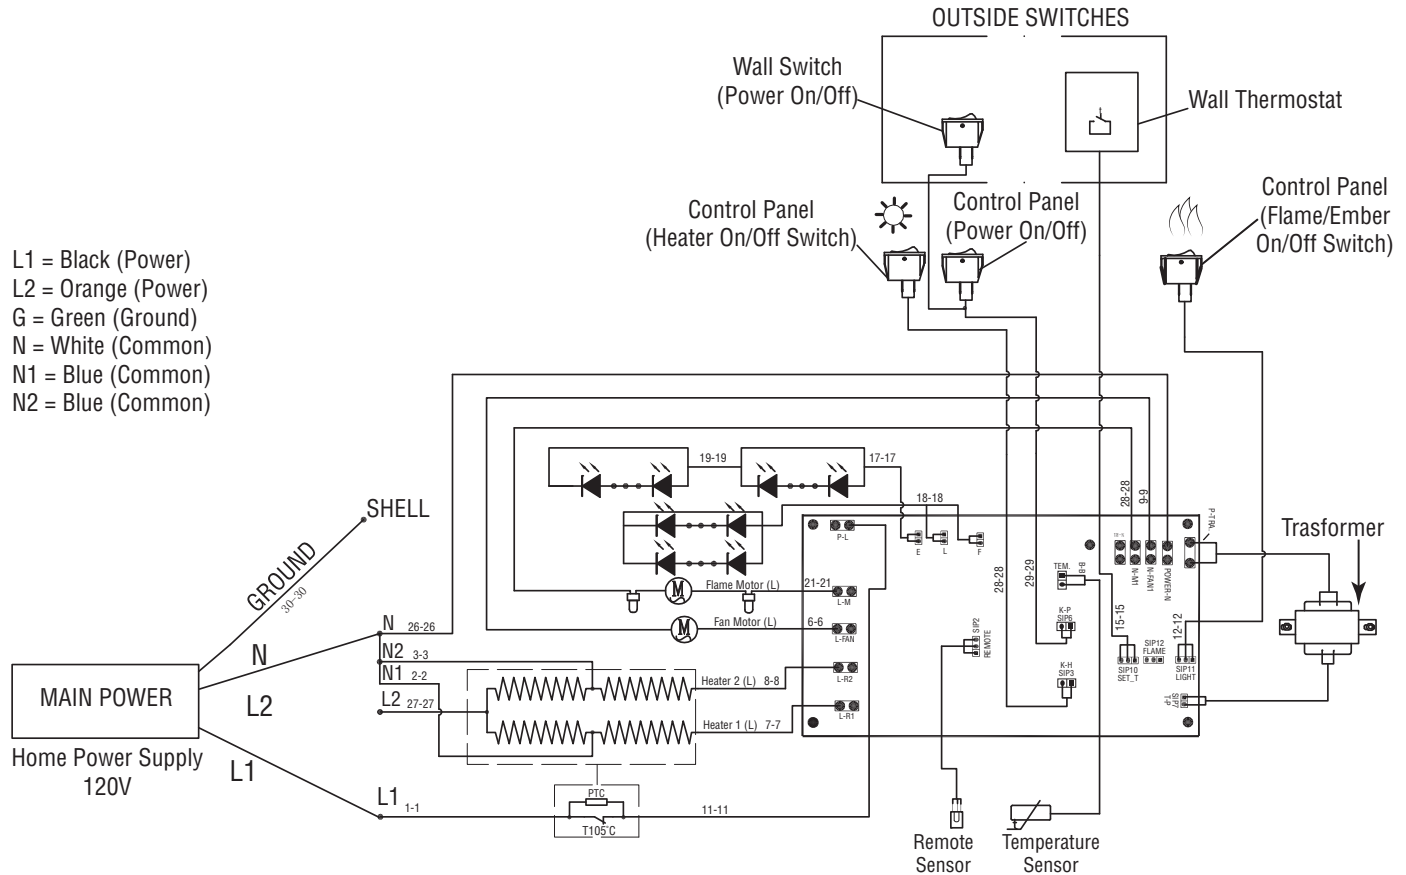 OUTSIDE SWITCHES
Wall Switch
(Power On/Off)
Wall Thermostat
Control Panel
(Heater On/Off Switch)
Control Panel
(Power On/Off)
Control Panel
(Flame/Ember
On/Off Switch)
L1 = Black (Power)
L2 = Orange (Power)
G = Green (Ground)
N = White (Common)
N1 = Blue (Common)
N2 = Blue (Common)
19-19
17-17
18-18
28-28
9-9
P-TRA.
SHELL
GROUND
30-30
Trasformer
P-L
E
L
F
N-M1
N-FAN1
POWER-N
28-28
29-29
TEM.
B-B
M
Flame Motor (L)
21-21
L-M
M
Fan Motor (L)
6-6
L-FAN
SIP2
REMOTE
K-P
SIP6
15-15
12-12
SIP12
FLAME
SIP10
SET_T
SIP11
LIGHT
K-H
SIP3
SIP7
T-P
N
26-26
N
N2
3-3
N1
2-2
L2
27-27
L2
Heater 2 (L)
8-8
L-R2
Heater 1 (L)
7-7
L-R1
MAIN POWER
Home Power Supply
120V
L1
L1
1-1
PTC
T105°C
11-11
Remote
Sensor
Temperature
Sensor